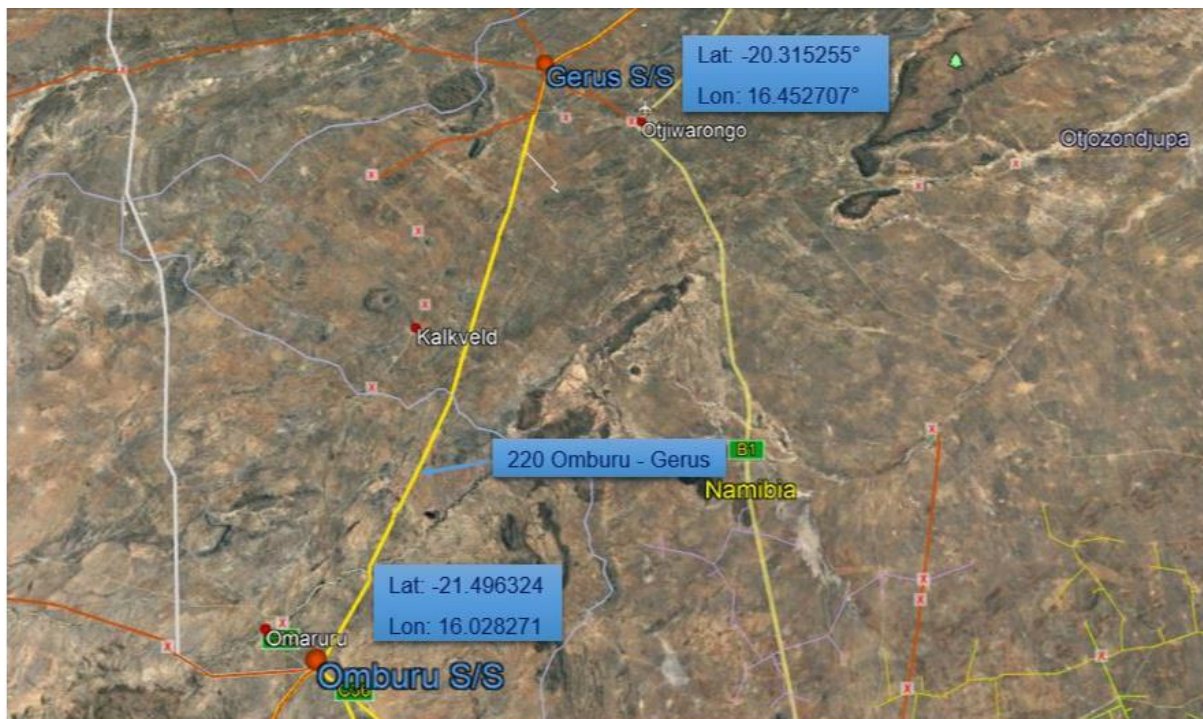 Gerus S/S
Lat: -20.315255°
Lon: 16.452707°
Otjiwarongo
Otjozondjupa
Kalkveld
220 Omburu - Gerus
B1
Namibia
Lat: -21.496324
Lon: 16.028271
Omaruru
Omburu S/S